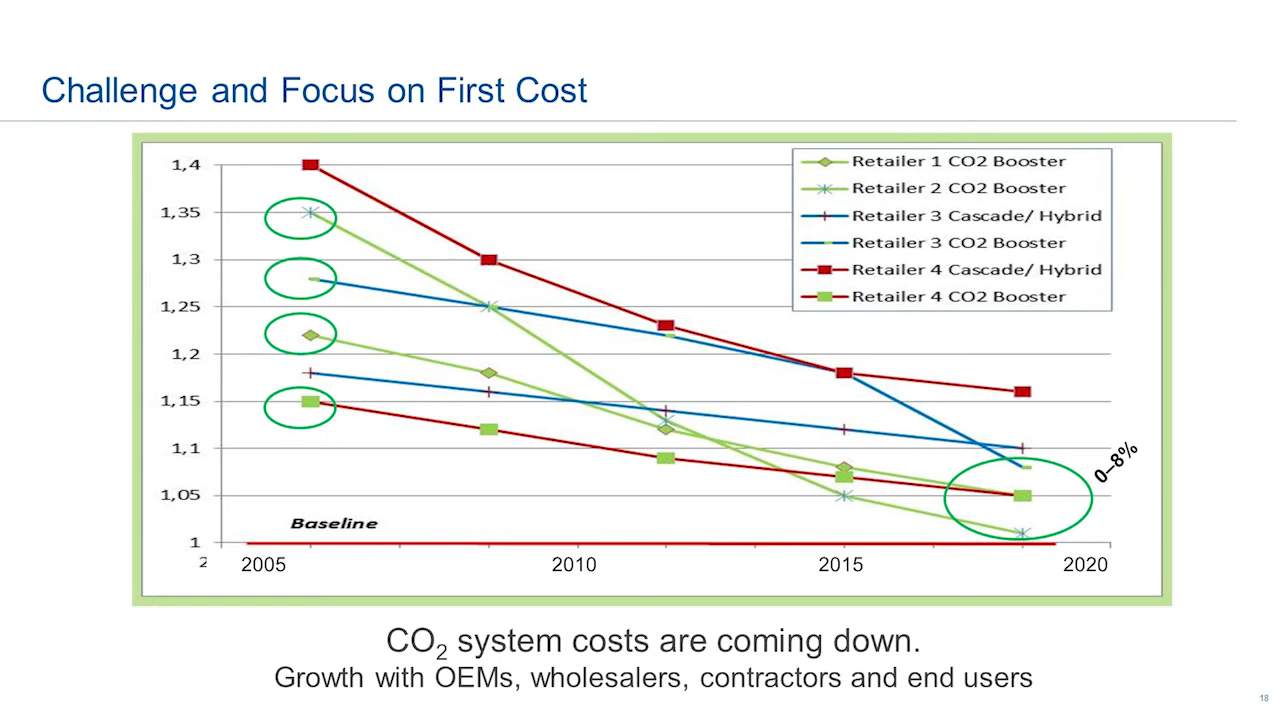 Challenge and Focus on First Cost
1,4
1,35
1,3
1,25
1,2
1,15
1,1
1,05
1
Retailer 1 CO2 Booster
Retailer 2 CO2 Booster
Retailer 3 Cascade/ Hybrid
Retailer 3 CO2 Booster
Retailer 4 Cascade/ Hybrid
Retailer 4 CO2 Booster
0–8%
Baseline
2005 2010 2015 2020
CO₂ system costs are coming down.
Growth with OEMs, wholesalers, contractors and end users
18